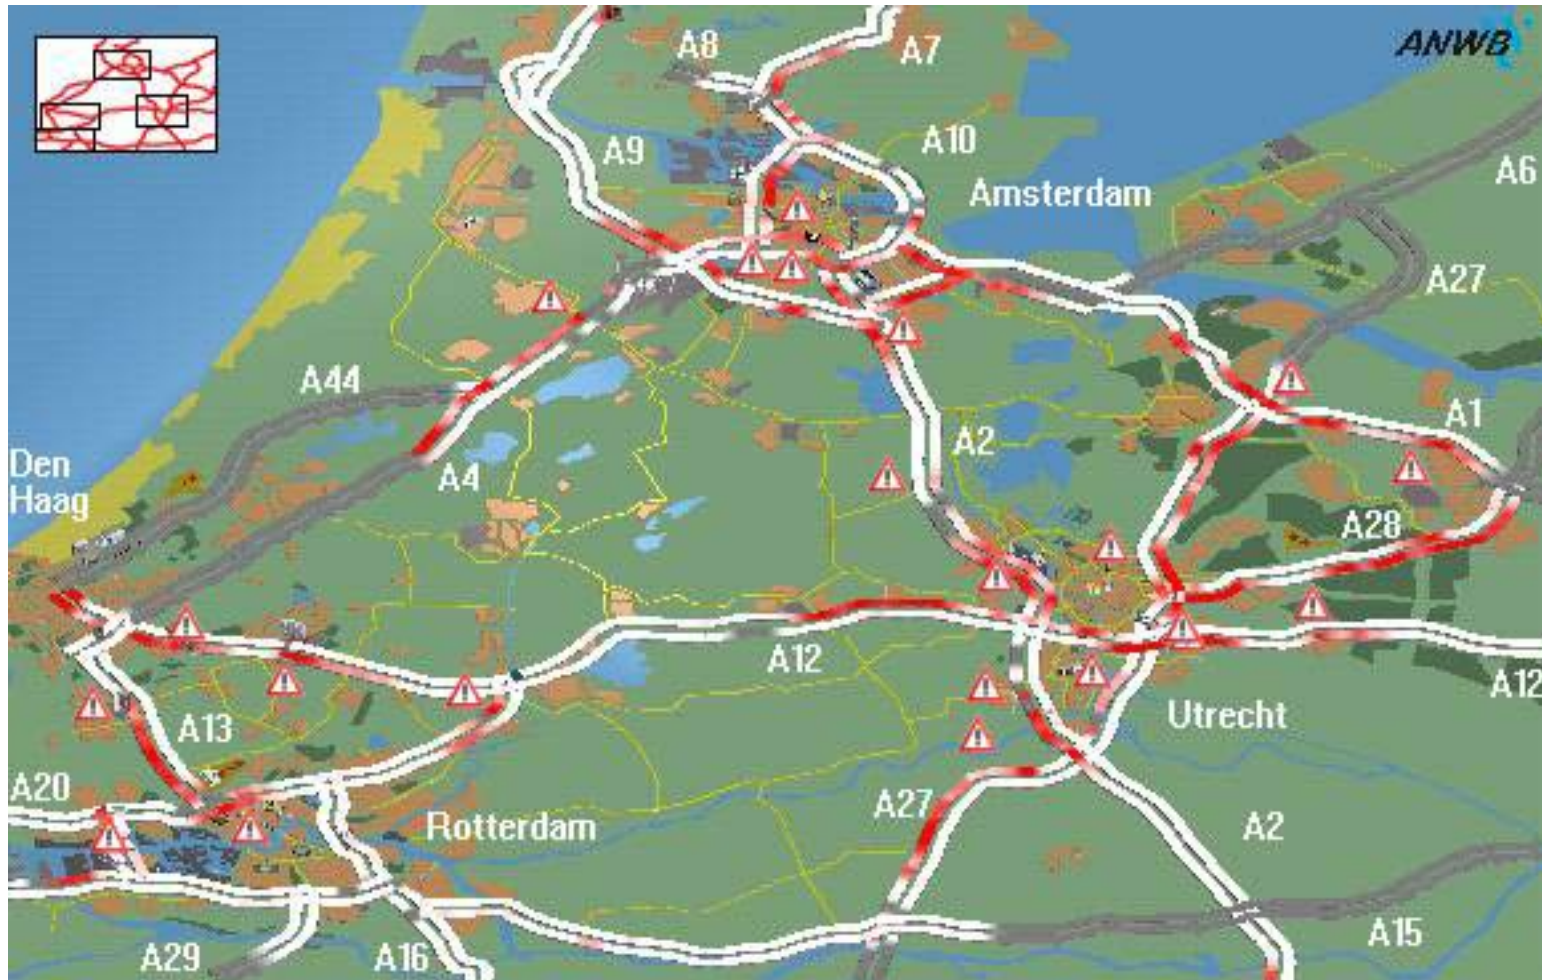 A8
A7
ANWB
A9
A10
Amsterdam
A6
A27
A44
A1
A2
Den
Haag
A4
A28
A12
A12
A13
Utrecht
A20
A27
Rotterdam
A2
A15
A29
A16